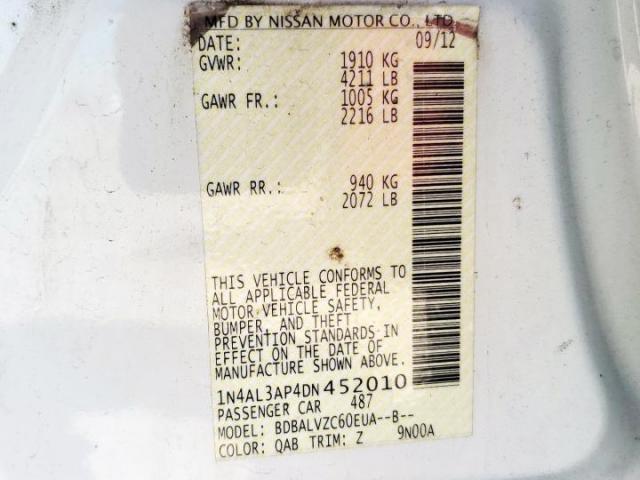 MFD BY NISSAN MOTOR CO., LTD
DATE: 09/12
GVWR: 1910 KG
4211 LB
GAWR FR.: 1005 KG
2216 LB
GAWR RR.: 940 KG
2072 LB
THIS VEHICLE CONFORMS TO
ALL APPLICABLE FEDERAL
MOTOR VEHICLE SAFETY,
BUMPER, AND THEFT
PREVENTION STANDARDS IN
EFFECT ON THE DATE OF
MANUFACTURE SHOWN ABOVE.
1N4AL3AP4DN452010
PASSENGER CAR 487
MODEL: BDBALVZC60EUA--B--
COLOR: QAB TRIM: Z 9N00A